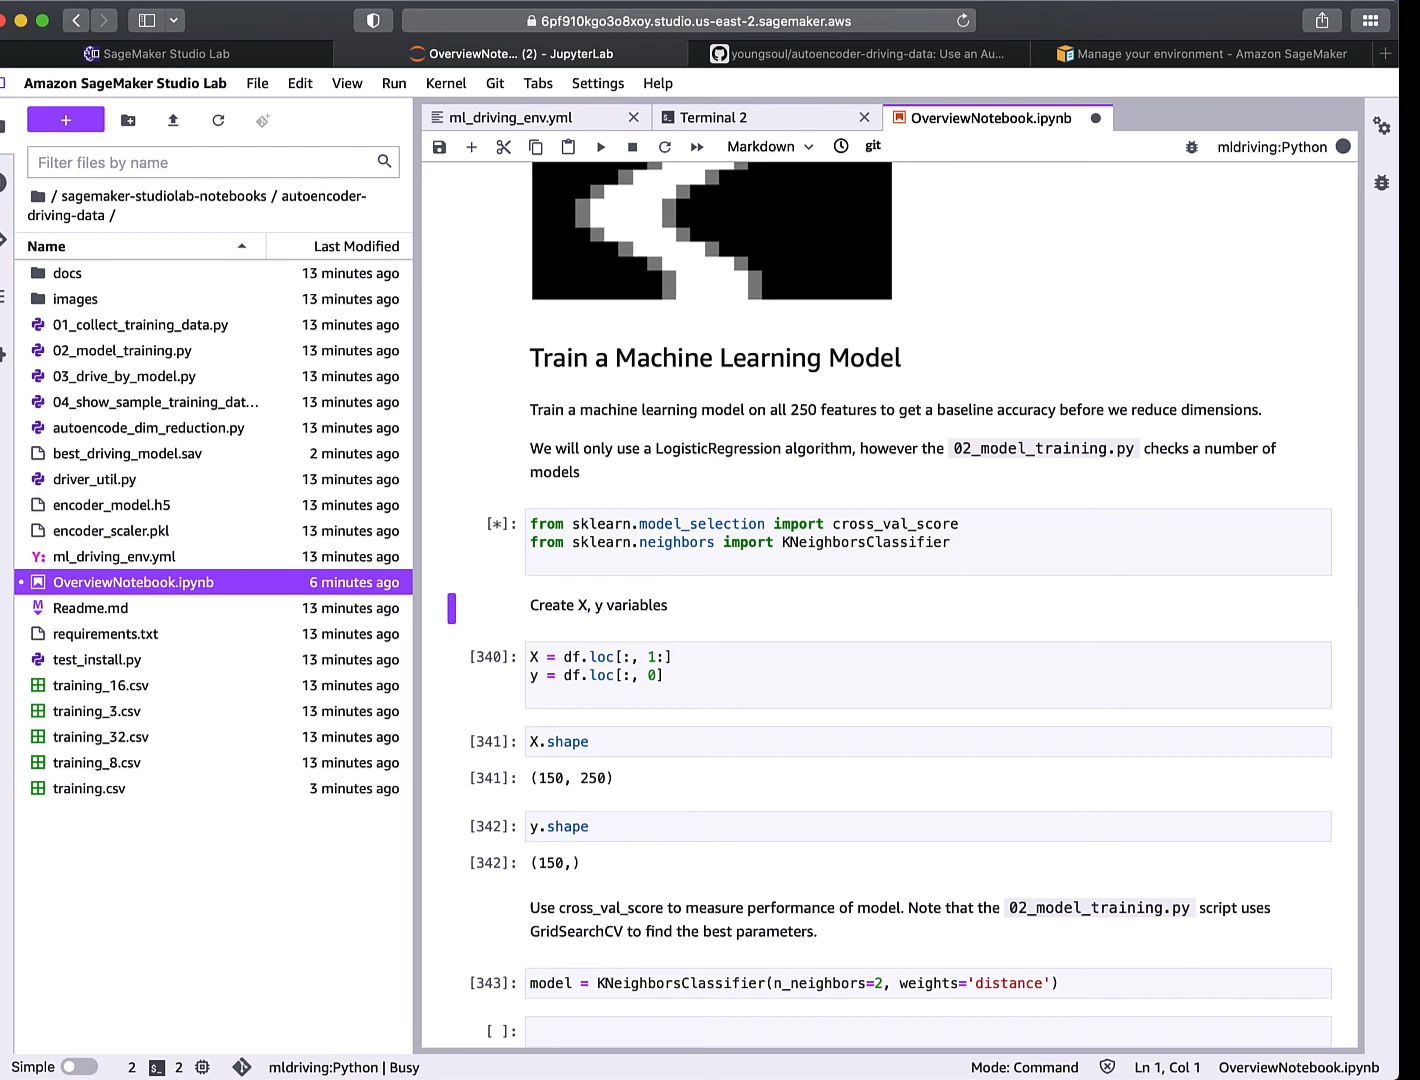 6pf910kgo3o8xoy.studio.us-east-2.sagemaker.aws
SageMaker Studio Lab
OverviewNote... (2) - JupyterLab
youngsoul/autoencoder-driving-data: Use an Au...
Manage your environment - Amazon SageMaker
Amazon SageMaker Studio Lab File Edit View Run Kernel Git Tabs Settings Help
ml_driving_env.yml
Terminal 2
OverviewNotebook.ipynb
Markdown
git
mldriving:Python
Filter files by name
/ sagemaker-studiolab-notebooks / autoencoder-
driving-data /
Name Last Modified
docs 13 minutes ago
images 13 minutes ago
01_collect_training_data.py 13 minutes ago
02_model_training.py 13 minutes ago
03_drive_by_model.py 13 minutes ago
04_show_sample_training_dat... 13 minutes ago
autoencode_dim_reduction.py 13 minutes ago
best_driving_model.sav 2 minutes ago
driver_util.py 13 minutes ago
encoder_model.h5 13 minutes ago
encoder_scaler.pkl 13 minutes ago
Y: ml_driving_env.yml 13 minutes ago
OverviewNotebook.ipynb 6 minutes ago
Readme.md 13 minutes ago
requirements.txt 13 minutes ago
test_install.py 13 minutes ago
training_16.csv 13 minutes ago
training_3.csv 13 minutes ago
training_32.csv 13 minutes ago
training_8.csv 13 minutes ago
training.csv 3 minutes ago
Train a Machine Learning Model
Train a machine learning model on all 250 features to get a baseline accuracy before we reduce dimensions.
We will only use a LogisticRegression algorithm, however the 02_model_training.py checks a number of
models
[*]: from sklearn.model_selection import cross_val_score
from sklearn.neighbors import KNeighborsClassifier
Create X, y variables
[340]: X = df.loc[:, 1:]
y = df.loc[:, 0]
[341]: X.shape
[341]: (150, 250)
[342]: y.shape
[342]: (150,)
Use cross_val_score to measure performance of model. Note that the 02_model_training.py script uses
GridSearchCV to find the best parameters.
[343]: model = KNeighborsClassifier(n_neighbors=2, weights='distance')
[ ]:
Simple 2 2 mldriving:Python | Busy Mode: Command Ln 1, Col 1 OverviewNotebook.ipynb